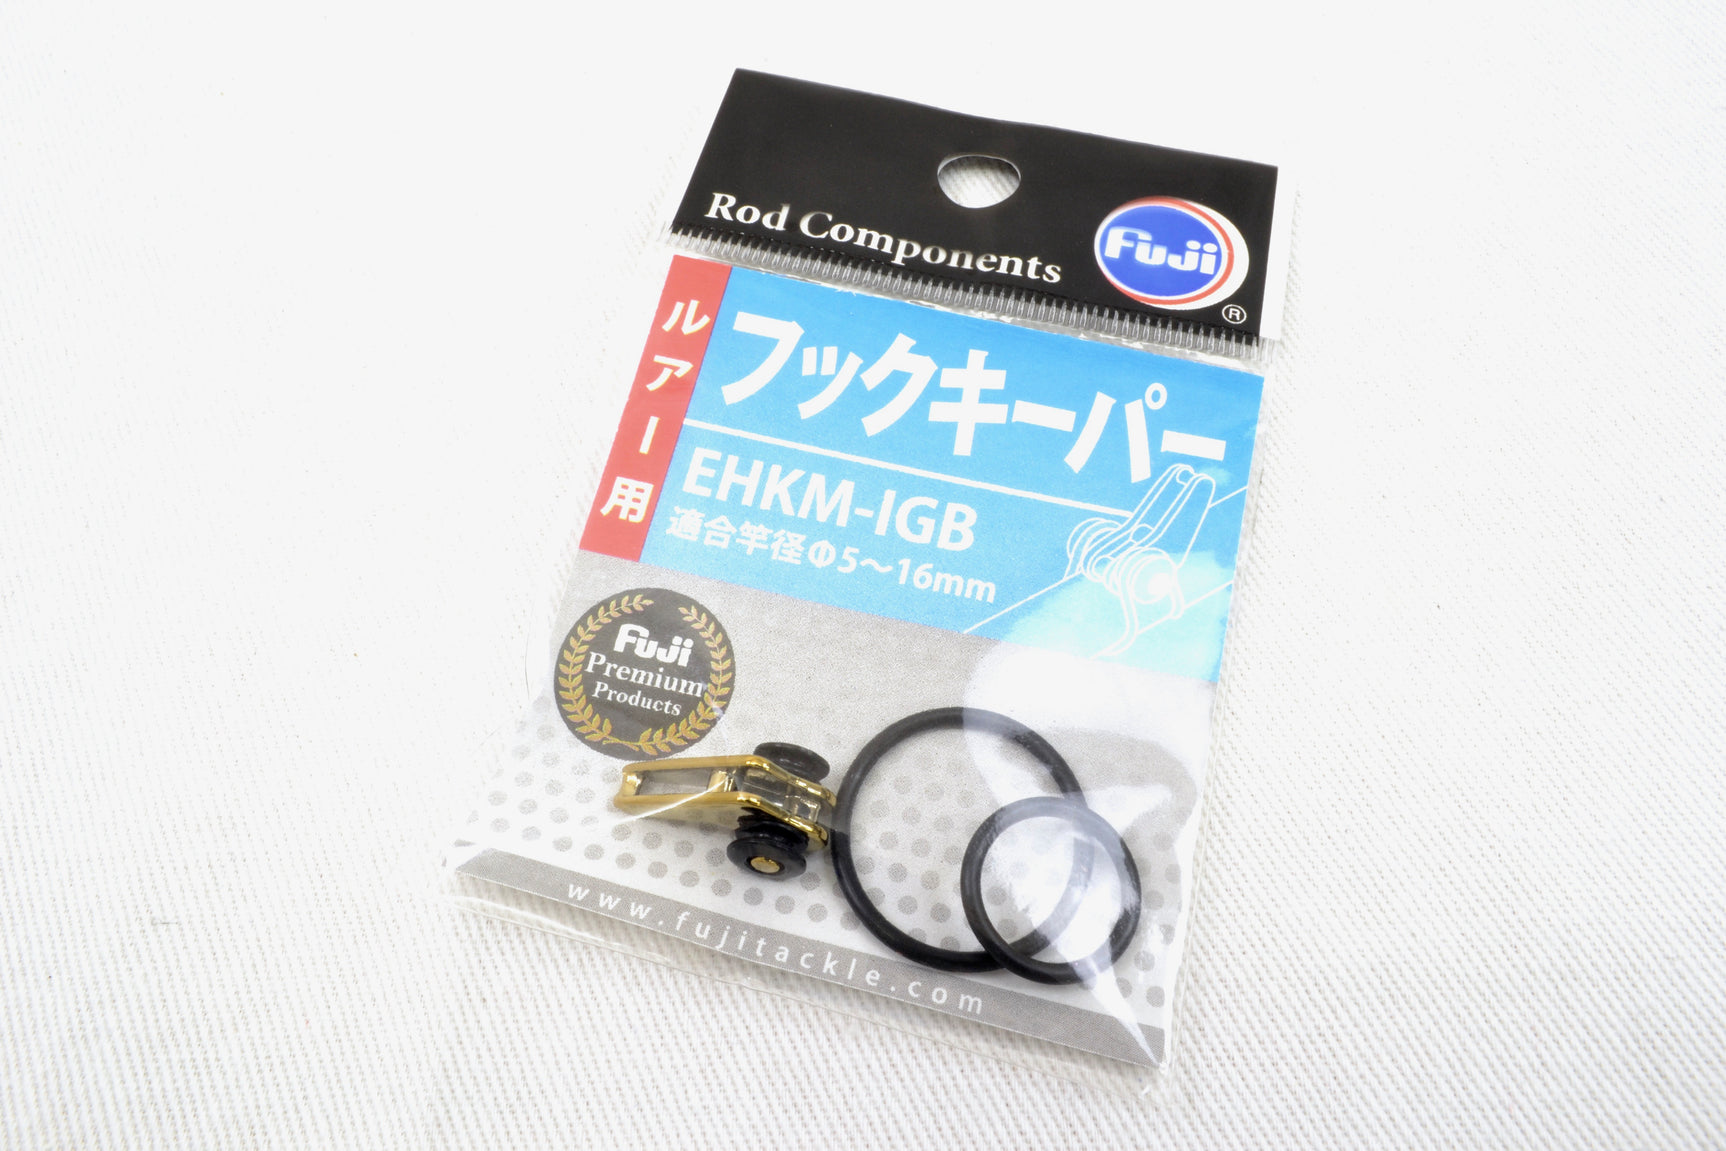 Rod Components
Fuji
®
ルアー用
フックキーパー
EHKM-IGB
適合竿径Φ5～16mm
Fuji
Premium
Products
www.fujitackle.com